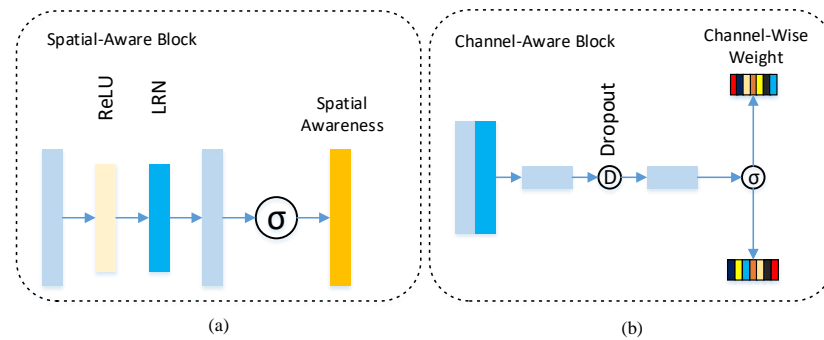 Spatial-Aware Block
ReLU
LRN
Spatial
Awareness
σ
(a)
Channel-Aware Block
Channel-Wise
Weight
Dropout
D
σ
(b)